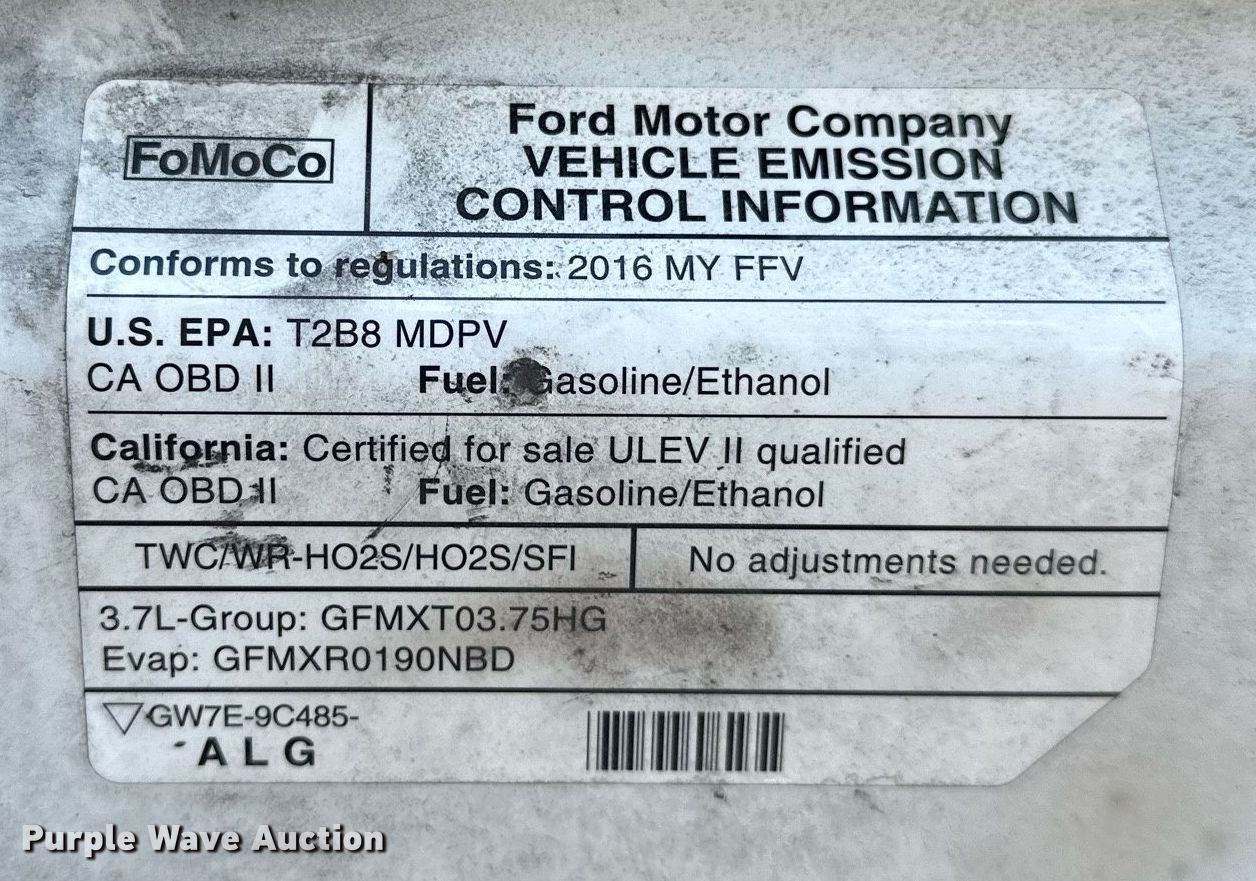 FoMoCo
Ford Motor Company
VEHICLE EMISSION
CONTROL INFORMATION
Conforms to regulations: 2016 MY FFV
U.S. EPA: T2B8 MDPV
CA OBD II Fuel: Gasoline/Ethanol
California: Certified for sale ULEV II qualified
CA OBD II Fuel: Gasoline/Ethanol
TWC/WR-HO2S/HO2S/SFI No adjustments needed.
3.7L-Group: GFMXT03.75HG
Evap: GFMXR0190NBD
GW7E-9C485-
ALG
Purple Wave Auction